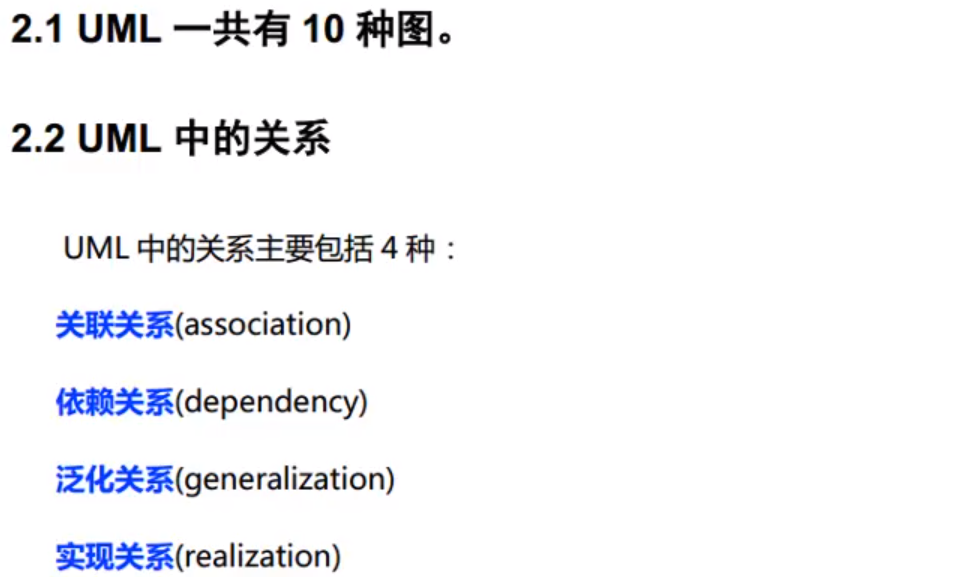 2.1 UML 一共有 10 种图。
2.2 UML 中的关系
UML 中的关系主要包括 4 种：
关联关系(association)
依赖关系(dependency)
泛化关系(generalization)
实现关系(realization)